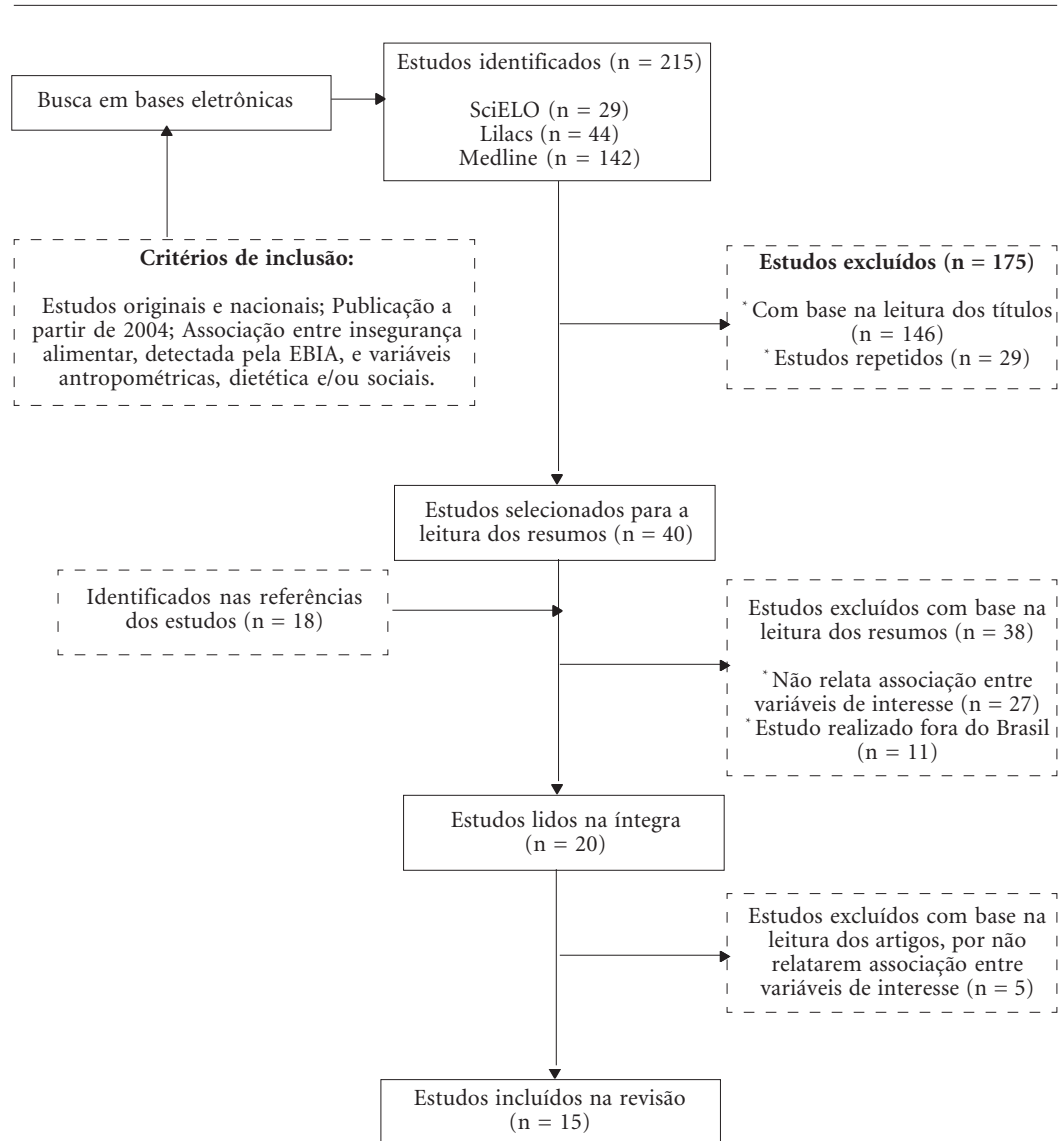 Estudos identificados (n = 215)
SciELO (n = 29)
Lilacs (n = 44)
Medline (n = 142)
Busca em bases eletrônicas
Critérios de inclusão:
Estudos originais e nacionais; Publicação a
partir de 2004; Associação entre insegurança
alimentar, detectada pela EBIA, e variáveis
antropométricas, dietética e/ou sociais.
Estudos excluídos (n = 175)
* Com base na leitura dos títulos
(n = 146)
* Estudos repetidos (n = 29)
Estudos selecionados para a
leitura dos resumos (n = 40)
Identificados nas referências
dos estudos (n = 18)
Estudos excluídos com base na
leitura dos resumos (n = 38)
* Não relata associação entre
variáveis de interesse (n = 27)
* Estudo realizado fora do Brasil
(n = 11)
Estudos lidos na íntegra
(n = 20)
Estudos excluídos com base na
leitura dos artigos, por não
relatarem associação entre
variáveis de interesse (n = 5)
Estudos incluídos na revisão
(n = 15)